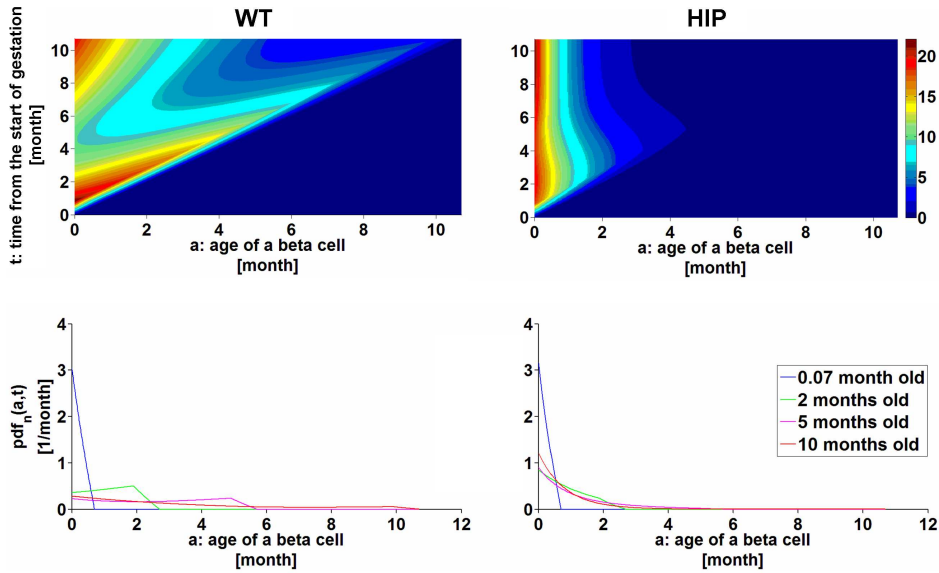 WT
HIP
t: time from the start of gestation
[month]
10
8
6
4
2
0
0 2 4 6 8 10
a: age of a beta cell
[month]
10
8
6
4
2
0
0 2 4 6 8 10
a: age of a beta cell
[month]
20
15
10
5
0
pdfn(a,t)
[1/month]
4
3
2
1
0
0 2 4 6 8 10 12
a: age of a beta cell
[month]
4
3
2
1
0
0 2 4 6 8 10 12
a: age of a beta cell
[month]
0.07 month old
2 months old
5 months old
10 months old